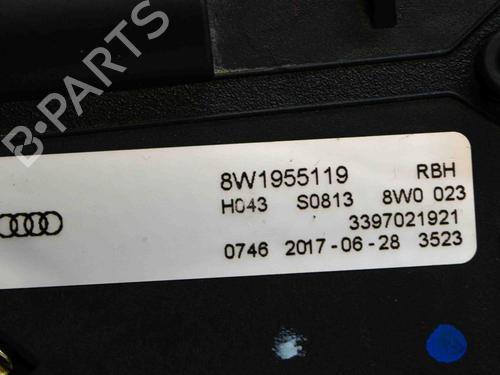 B-PARTS
8W1955119 RBH
H043 S0813 8W0 023
3397021921
0746 2017-06-28 3523